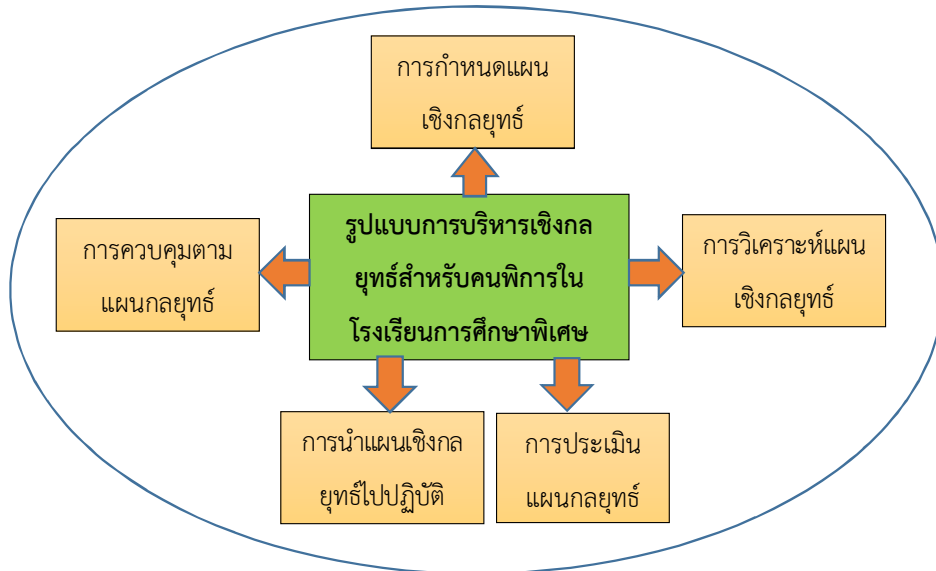 การกำหนดแผน
เชิงกลยุทธ์
รูปแบบการบริหารเชิงกล
ยุทธ์สำหรับคนพิการใน
โรงเรียนการศึกษาพิเศษ
การควบคุมตาม
แผนกลยุทธ์
การวิเคราะห์แผน
เชิงกลยุทธ์
การนำแผนเชิงกล
ยุทธ์ไปปฏิบัติ
การประเมิน
แผนกลยุทธ์